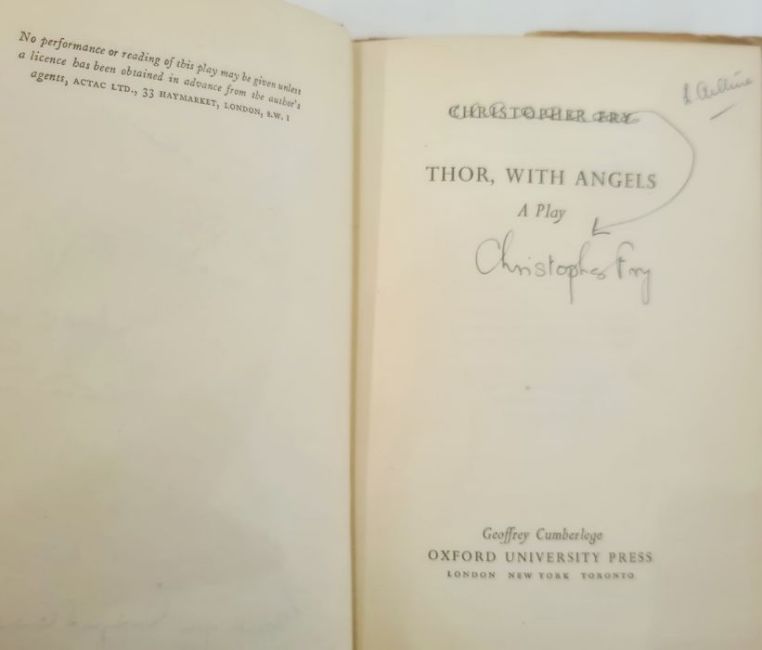 No performance or reading of this play may be given unless
a licence has been obtained in advance from the author's
agents, ACTAC LTD., 33 HAYMARKET, LONDON, S.W. 1
CHRISTOPHER FRY
THOR, WITH ANGELS
A Play
Christopher Fry
Geoffrey Cumberlege
OXFORD UNIVERSITY PRESS
LONDON NEW YORK TORONTO